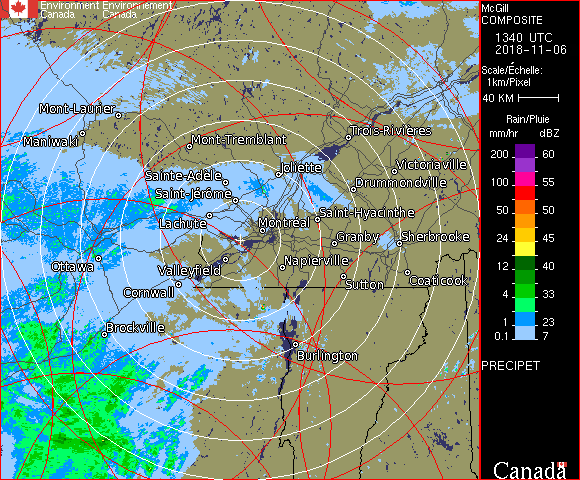 Environment Environnement
Canada Canada
Mont-Laurier
Maniwaki
Mont-Tremblant
Trois-Rivières
Joliette
Victoriaville
Sainte-Adèle
Drummondville
Saint-Jérôme
Lachute
Saint-Hyacinthe
Montréal
Granby
Sherbrooke
Ottawa
Valleyfield
Napierville
Cornwall
Sutton
Coaticook
Brockville
Burlington
McGill
COMPOSITE
1340 UTC
2018-11-06
Scale/Échelle:
1km/Pixel
40 KM
Rain/Pluie
mm/hr dBZ
200 60
100 55
50 50
24 45
12 40
4 33
1 23
0.1 7
PRECIPET
Canada